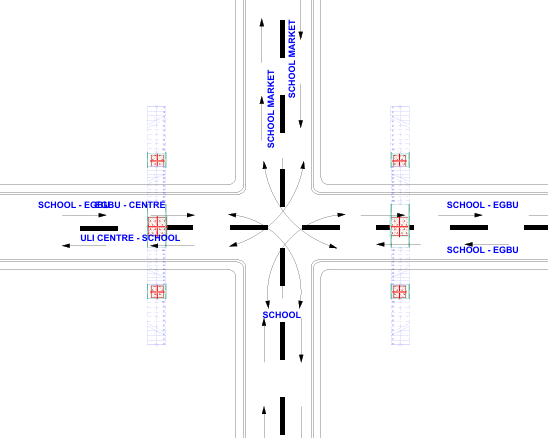 SCHOOL MARKET
SCHOOL MARKET
SCHOOL - EGBU
EGBU - CENTRE
SCHOOL - EGBU
ULI CENTRE - SCHOOL
SCHOOL - EGBU
SCHOOL